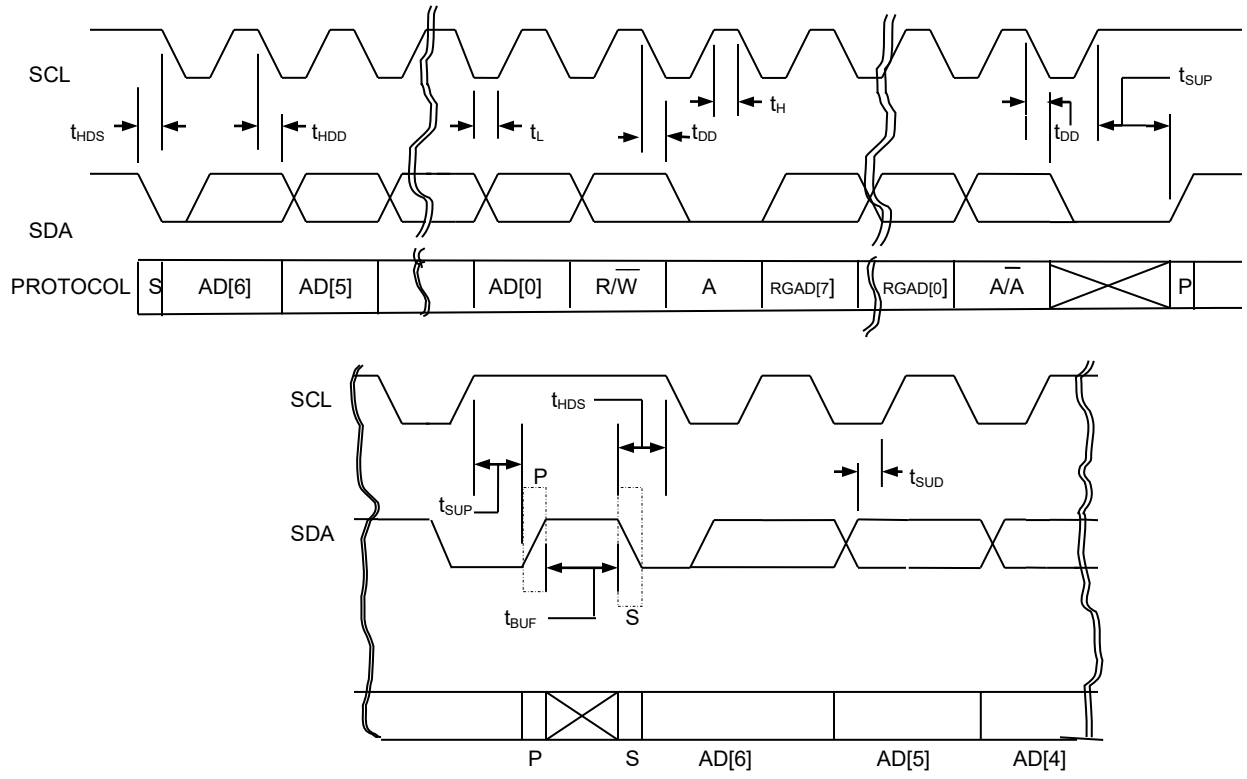 SCL
tHDS
tHDD
tL
tDD
tH
tDD
tSUP
SDA
PROTOCOL S AD[6] AD[5] AD[0] R/W̅ A RGAD[7] RGAD[0] A/A̅ P
SCL
tHDS
tSUP
P
tSUD
SDA
tBUF
S
P S AD[6] AD[5] AD[4]